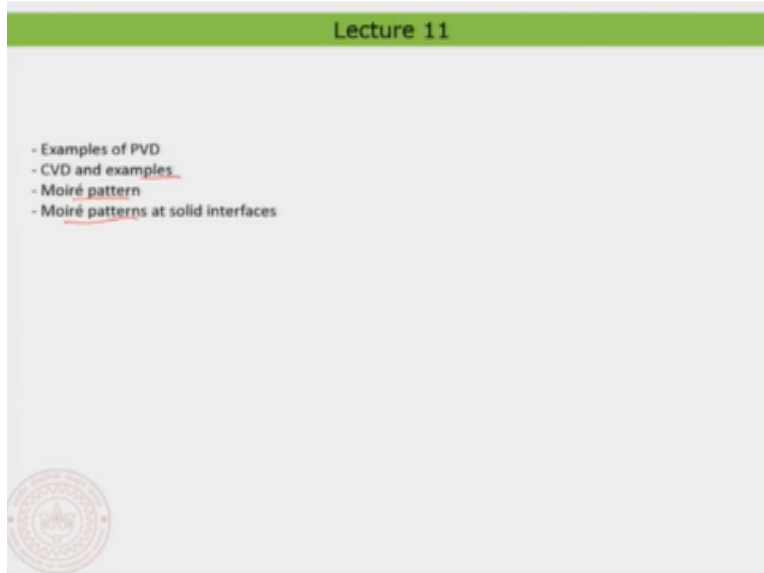 Lecture 11
- Examples of PVD
- CVD and examples
- Moiré pattern
- Moiré patterns at solid interfaces